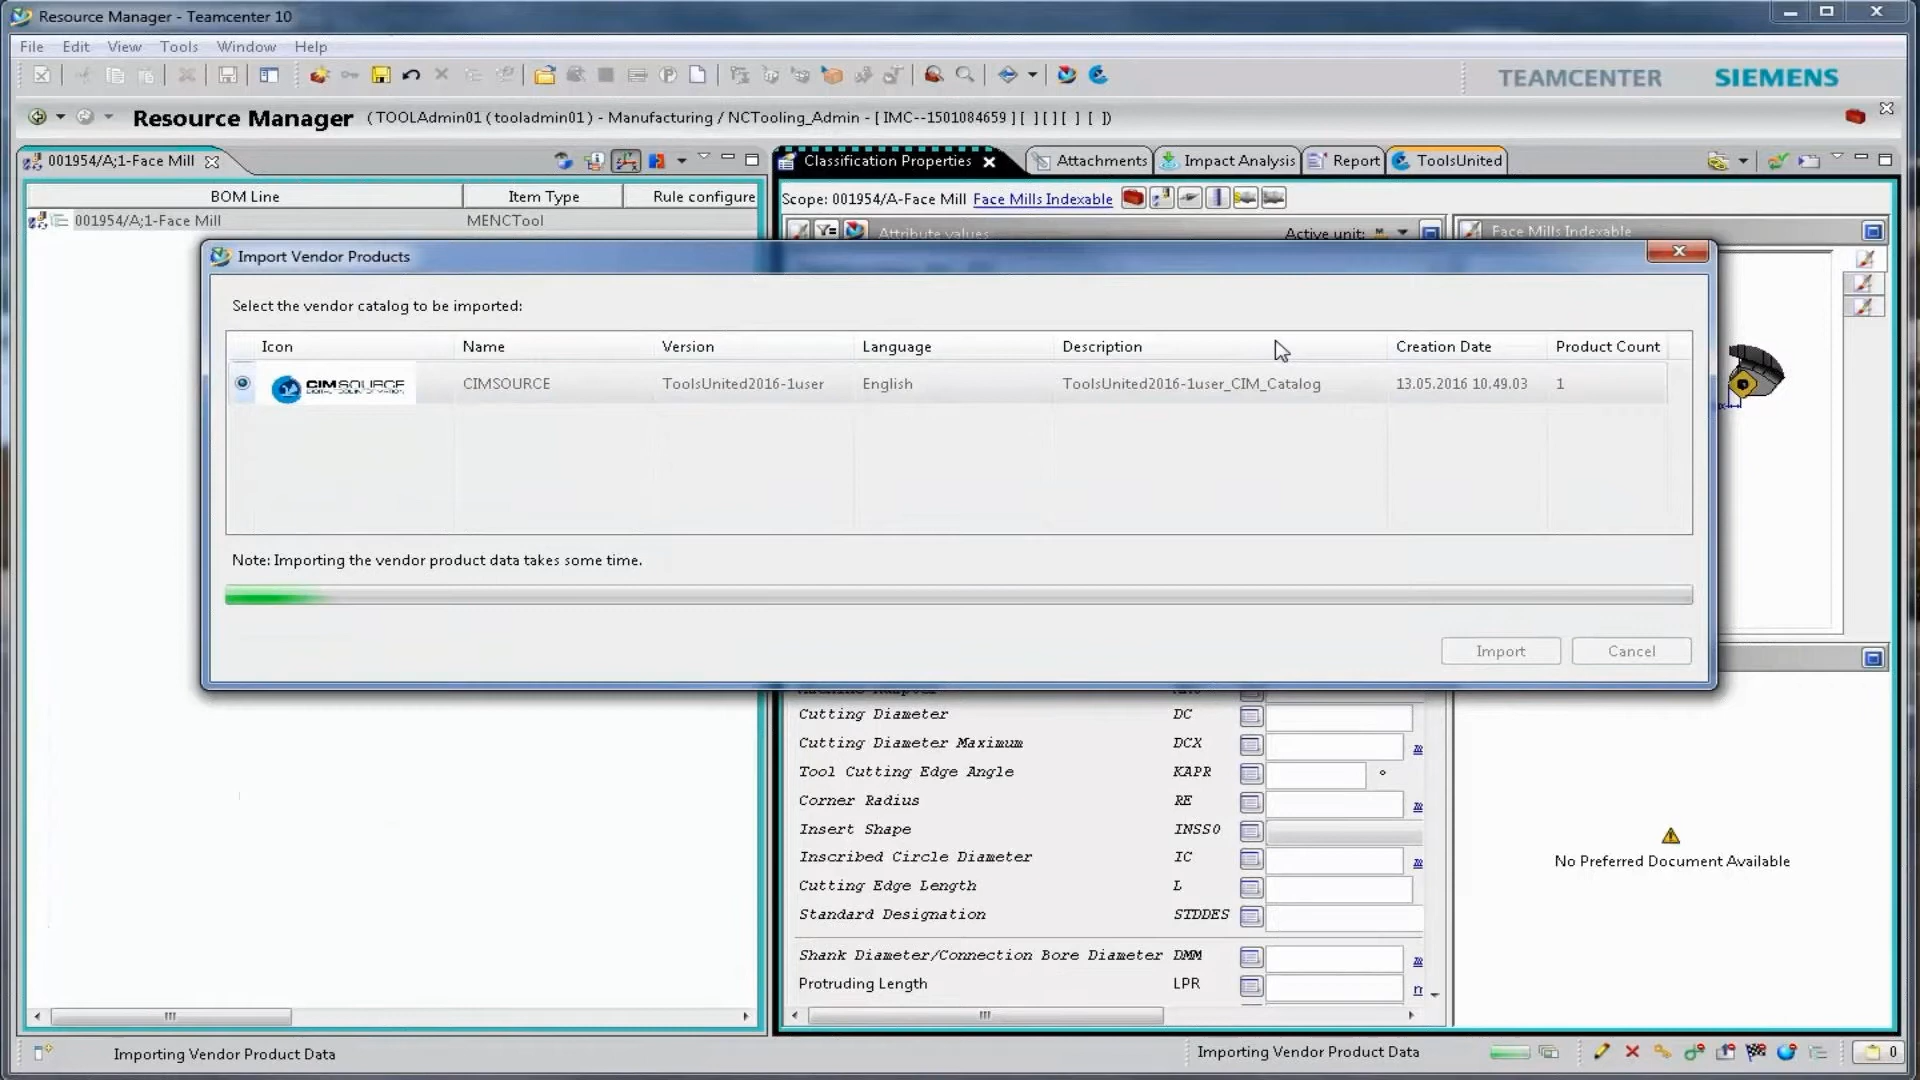 Resource Manager - Teamcenter 10
File Edit View Tools Window Help
TEAMCENTER SIEMENS
Resource Manager (TOOLAdmin01 ( tooladmin01 ) - Manufacturing / NCTooling_Admin - [ IMC--1501084659 ] [ ] [ ] [ ] [ ])
001954/A;1-Face Mill
Classification Properties Attachments Impact Analysis Report ToolsUnited
BOM Line Item Type Rule configure
001954/A;1-Face Mill MENCTool
Scope: 001954/A-Face Mill Face Mills Indexable
Attribute values Active unit:
Face Mills Indexable
Import Vendor Products
Select the vendor catalog to be imported:
Icon Name Version Language Description Creation Date Product Count
CIMSOURCE CIMSOURCE ToolsUnited2016-1user English ToolsUnited2016-1user_CIM_Catalog 13.05.2016 10.49.03 1
Note: Importing the vendor product data takes some time.
Import Cancel
Cutting Diameter DC
Cutting Diameter Maximum DCX
Tool Cutting Edge Angle KAPR °
Corner Radius RE
Insert Shape INSS0
Inscribed Circle Diameter IC
Cutting Edge Length L
Standard Designation STDDES
Shank Diameter/Connection Bore Diameter DMM
Protruding Length LPR
No Preferred Document Available
Importing Vendor Product Data
Importing Vendor Product Data
0